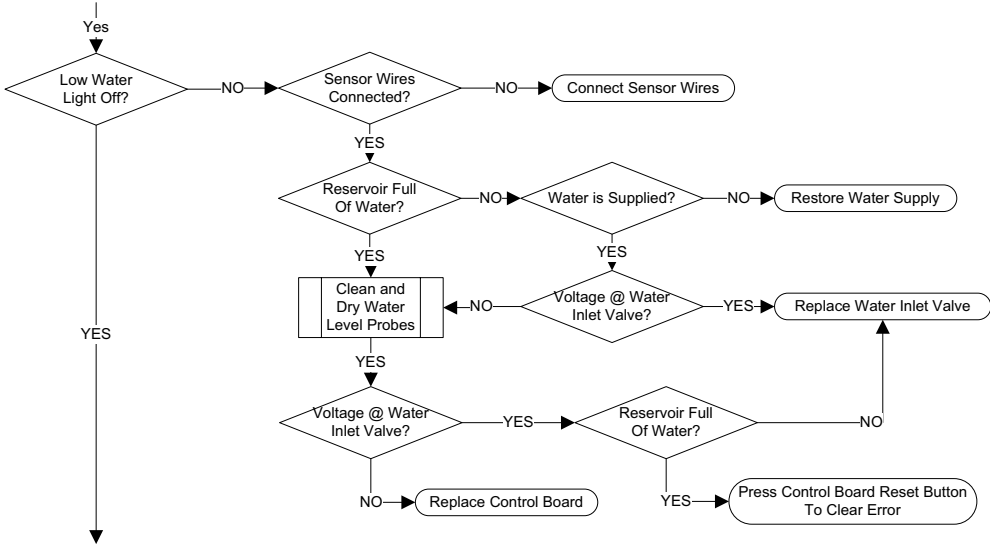 Yes
Low Water
Light Off?
NO
Sensor Wires
Connected?
NO
Connect Sensor Wires
YES
Reservoir Full
Of Water?
NO
Water is Supplied?
NO
Restore Water Supply
YES
YES
Clean and
Dry Water
Level Probes
NO
Voltage @ Water
Inlet Valve?
YES
Replace Water Inlet Valve
YES
YES
Voltage @ Water
Inlet Valve?
YES
Reservoir Full
Of Water?
NO
NO
Replace Control Board
YES
Press Control Board Reset Button
To Clear Error